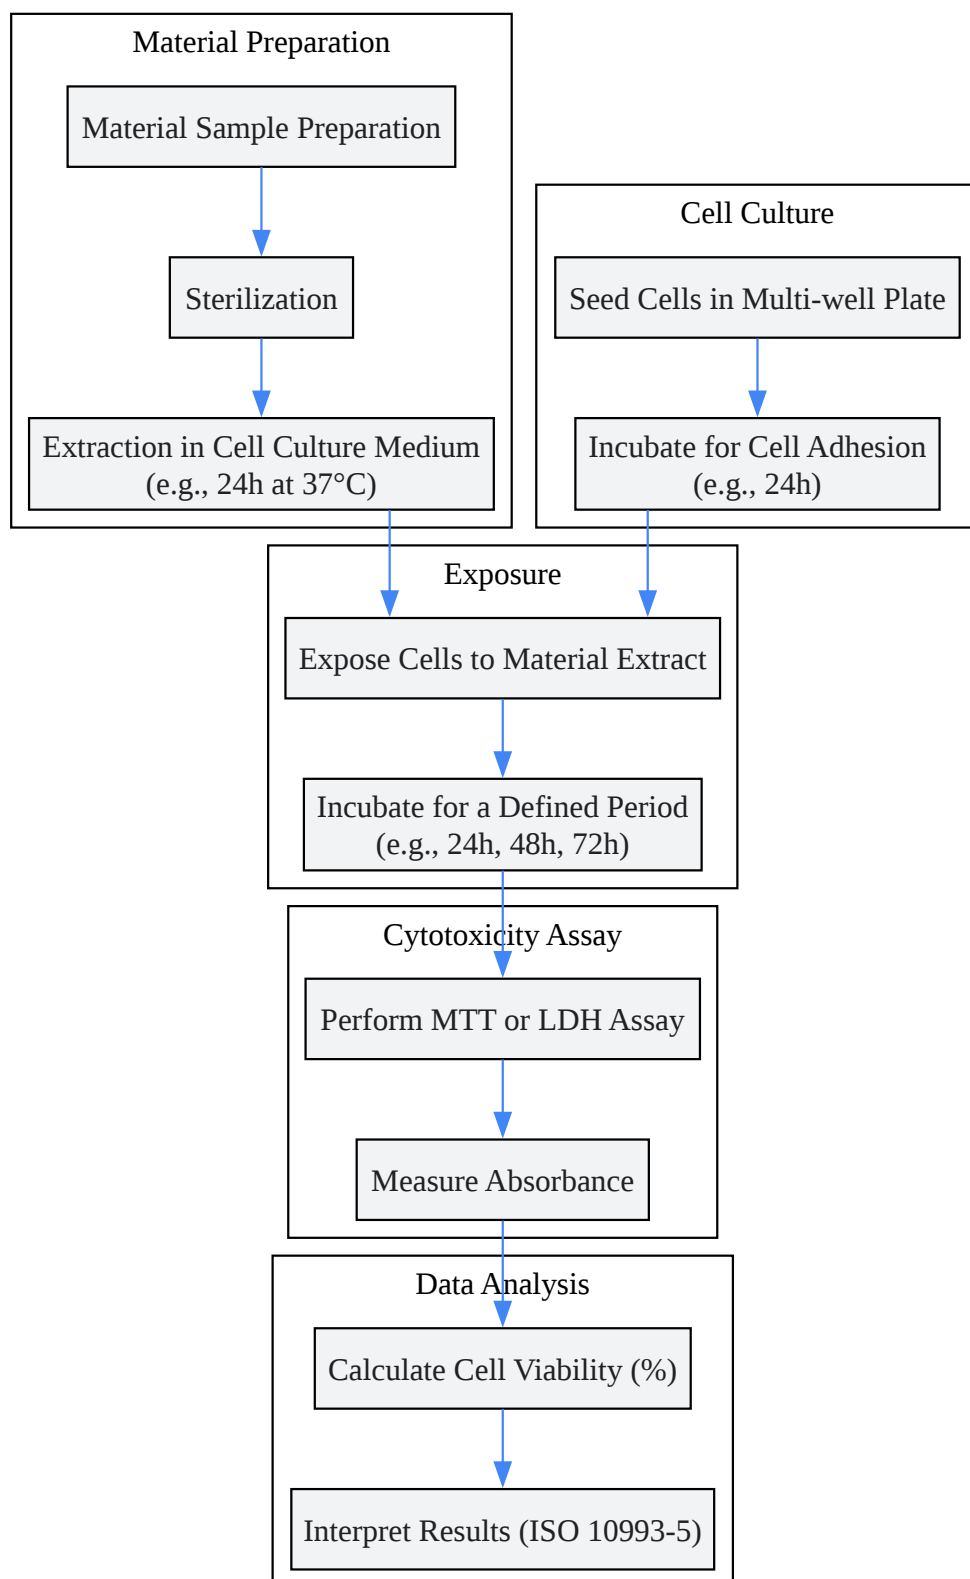 Material Preparation
Material Sample Preparation
Sterilization
Extraction in Cell Culture Medium
(e.g., 24h at 37°C)
Cell Culture
Seed Cells in Multi-well Plate
Incubate for Cell Adhesion
(e.g., 24h)
Exposure
Expose Cells to Material Extract
Incubate for a Defined Period
(e.g., 24h, 48h, 72h)
Cytotoxicity Assay
Perform MTT or LDH Assay
Measure Absorbance
Data Analysis
Calculate Cell Viability (%)
Interpret Results (ISO 10993-5)